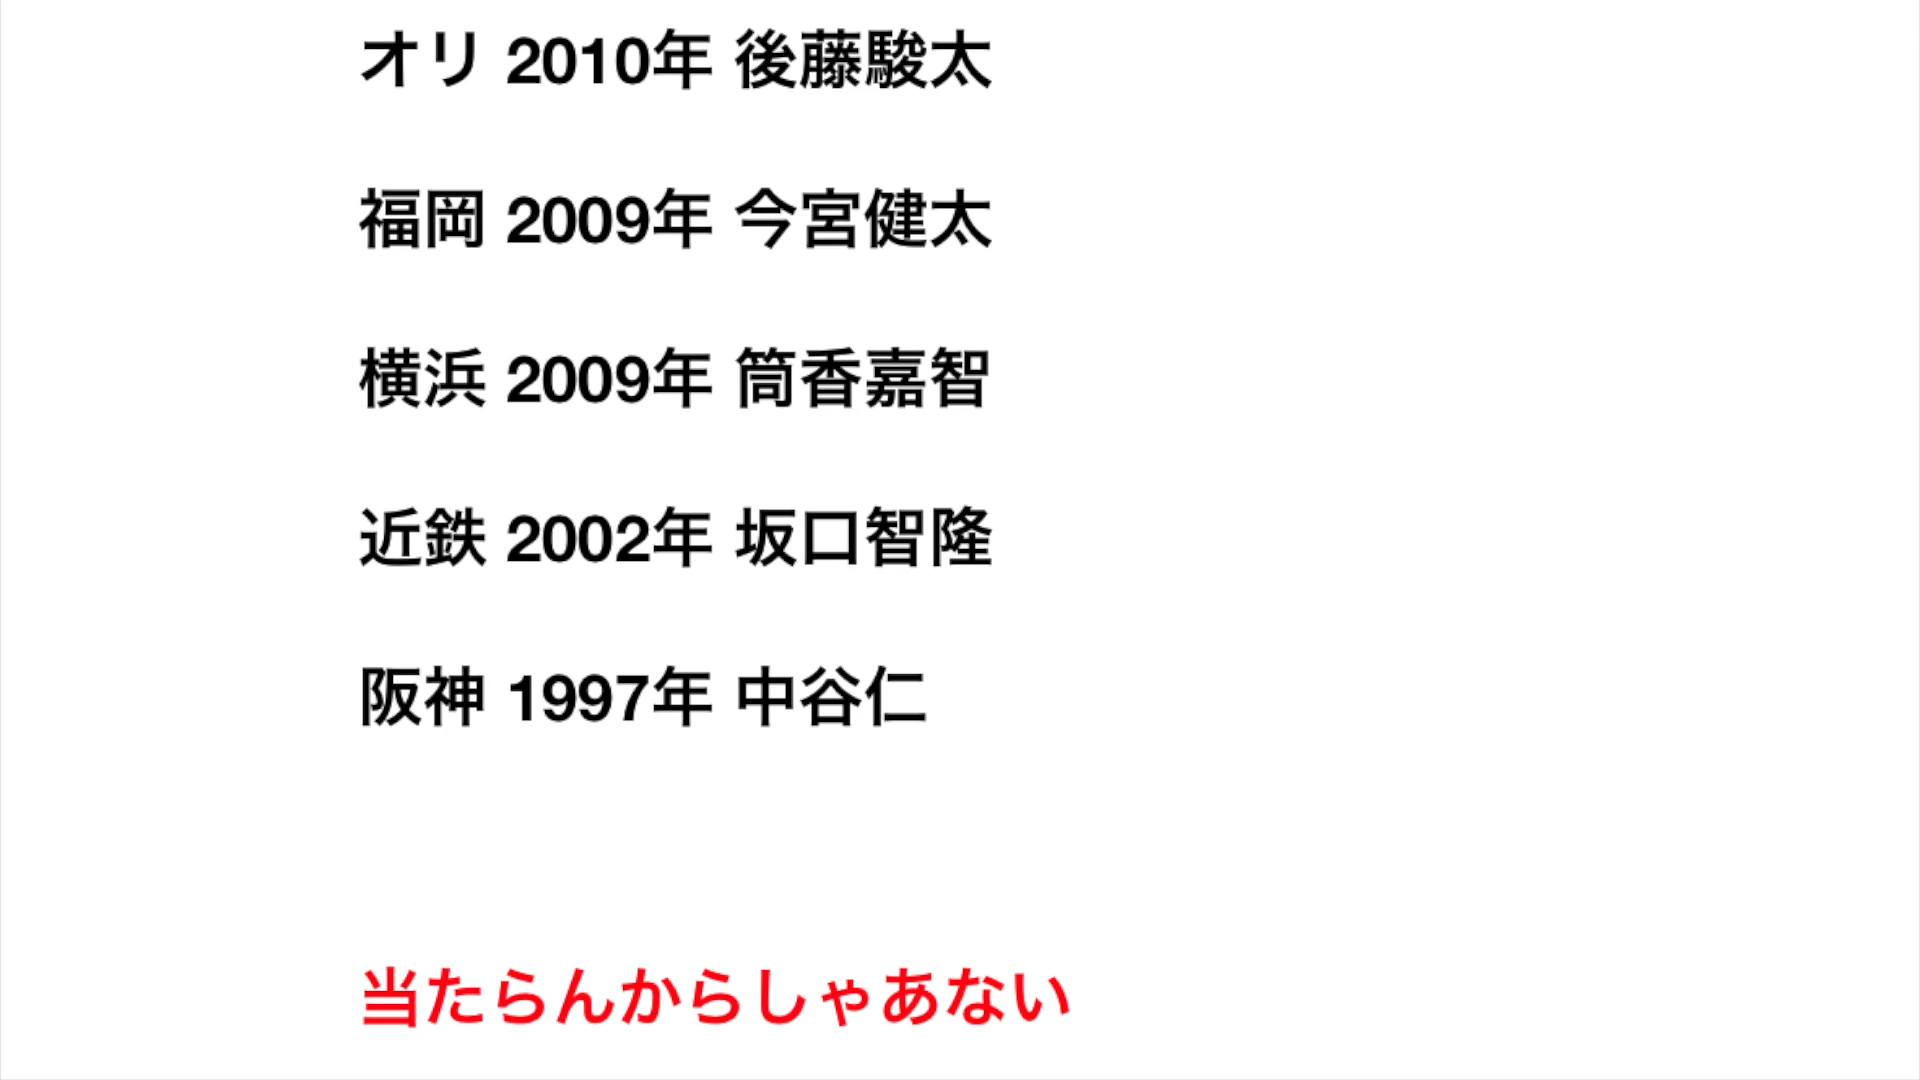 オリ 2010年 後藤駿太
福岡 2009年 今宮健太
横浜 2009年 筒香嘉智
近鉄 2002年 坂口智隆
阪神 1997年 中谷仁
当たらんからしゃあない